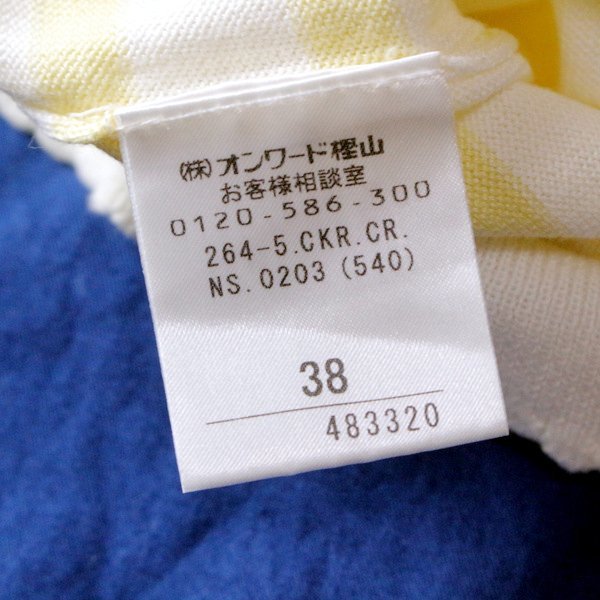 (株)オンワード樫山
お客様相談室
0120-586-300
264-5.CKR.CR.
NS.0203 (540)
38
483320